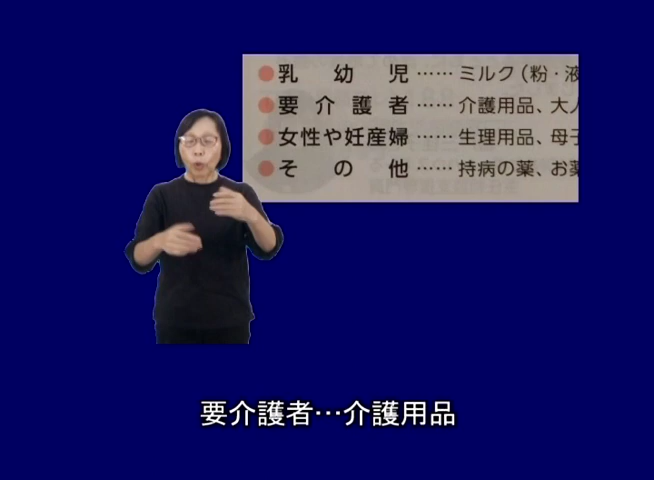 ●乳幼児……ミルク(粉・液
●要介護者……介護用品、大人
●女性や妊産婦……生理用品、母子
●その他……持病の薬、お薬
要介護者…介護用品